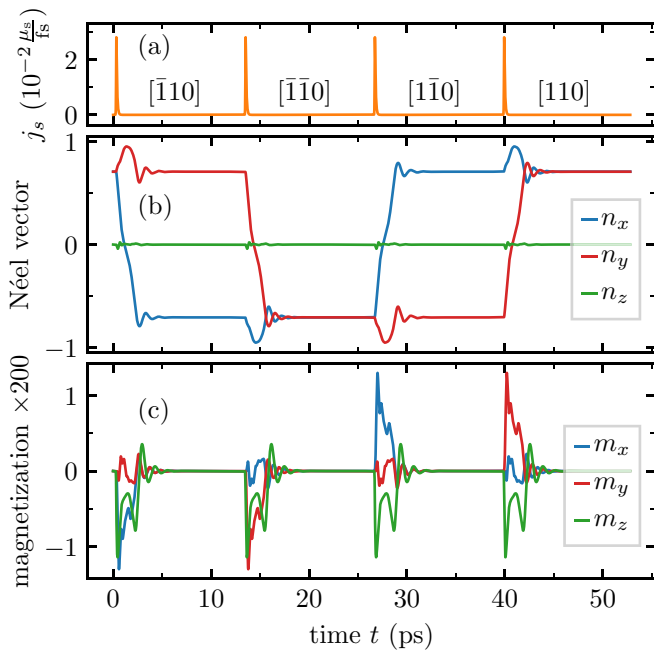 j_s (10^{-2} \frac{μ_s}{fs})
2
0
(a)
[1̄10]
[1̄1̄0]
[11̄0]
[110]
Néel vector
1
0
−1
(b)
n_x
n_y
n_z
magnetization ×200
1
0
−1
(c)
m_x
m_y
m_z
0
10
20
30
40
50
time t (ps)